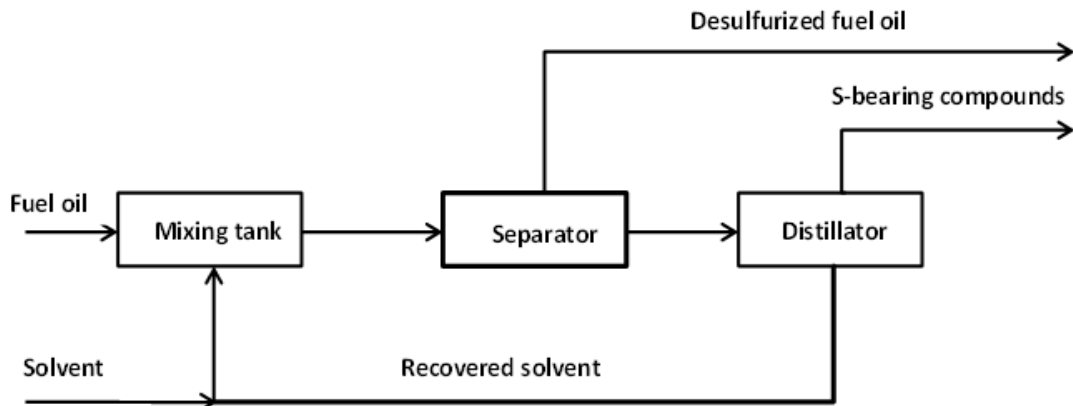 Desulfurized fuel oil
S-bearing compounds
Fuel oil
Mixing tank
Separator
Distillator
Solvent
Recovered solvent